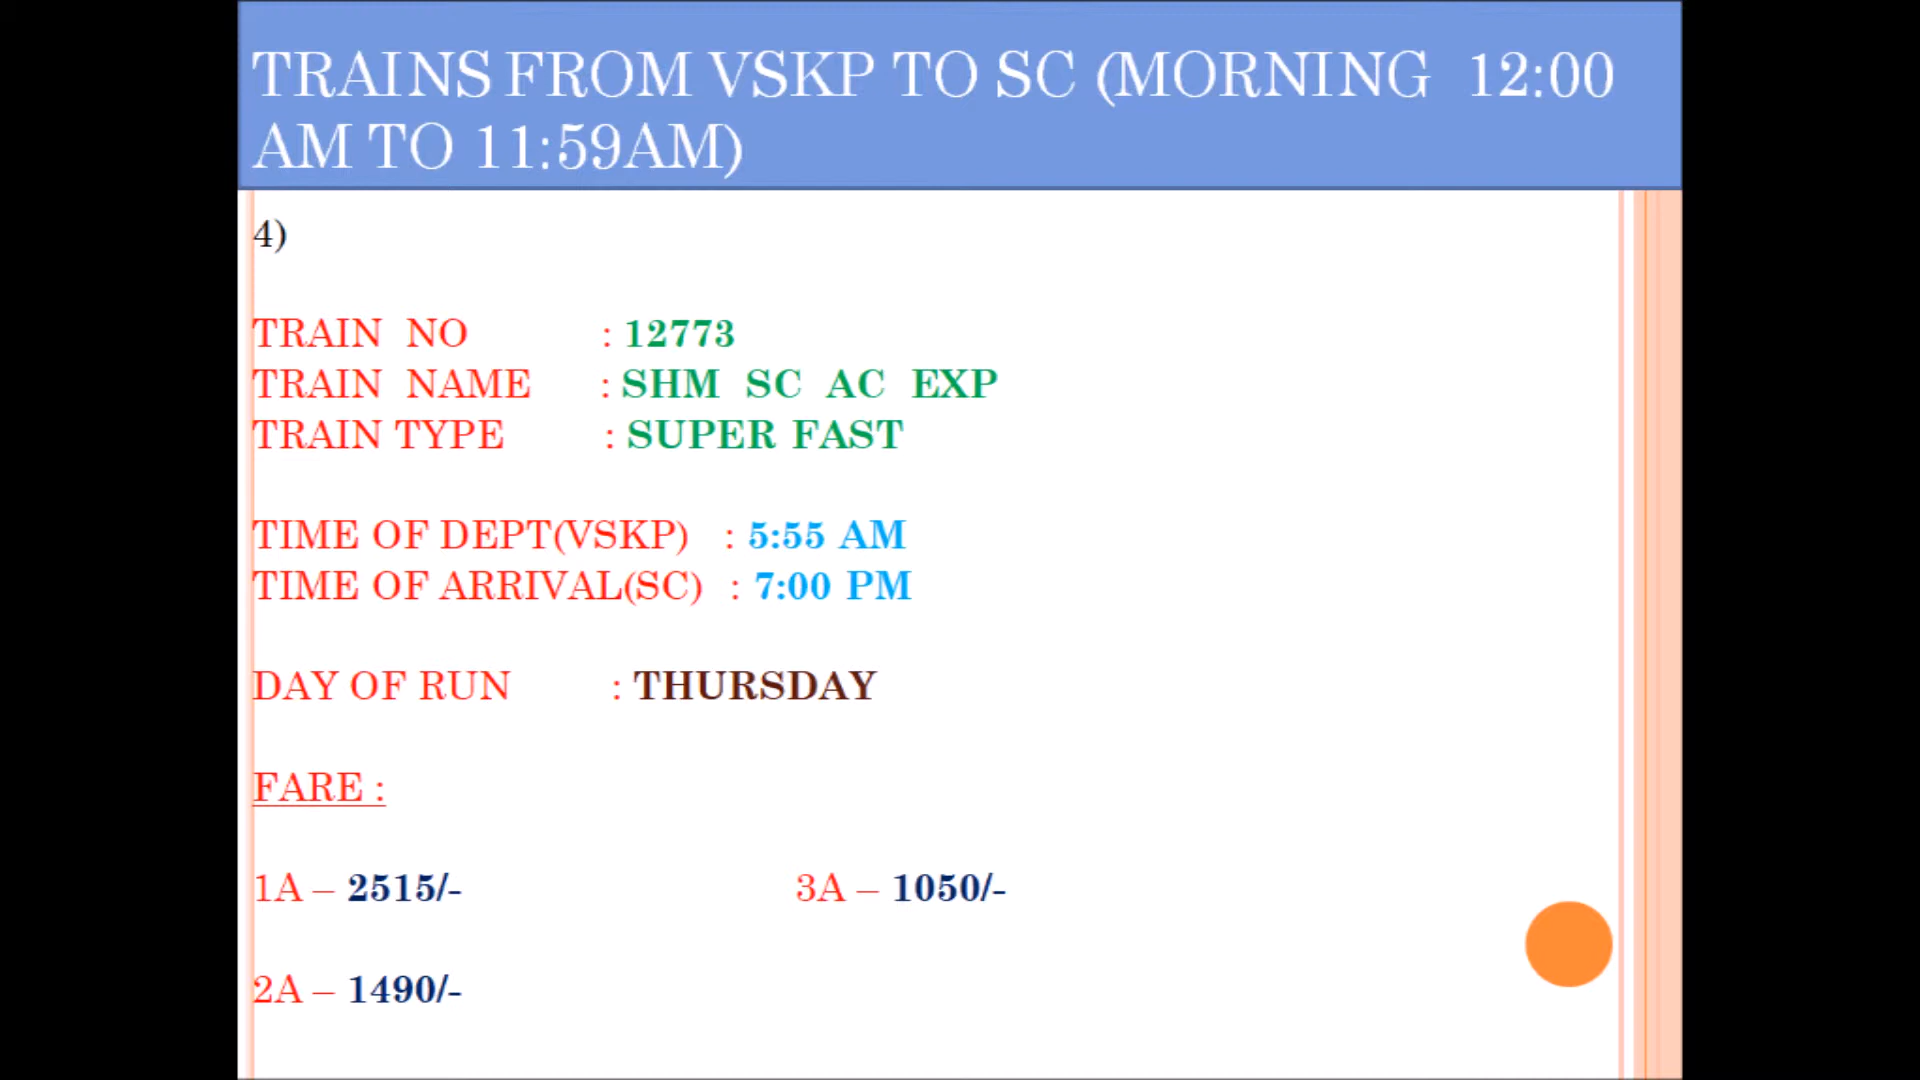 TRAINS FROM VSKP TO SC (MORNING 12:00
AM TO 11:59AM)
4)
TRAIN NO : 12773
TRAIN NAME : SHM SC AC EXP
TRAIN TYPE : SUPER FAST
TIME OF DEPT(VSKP) : 5:55 AM
TIME OF ARRIVAL(SC) : 7:00 PM
DAY OF RUN : THURSDAY
FARE :
1A – 2515/- 3A – 1050/-
2A – 1490/-